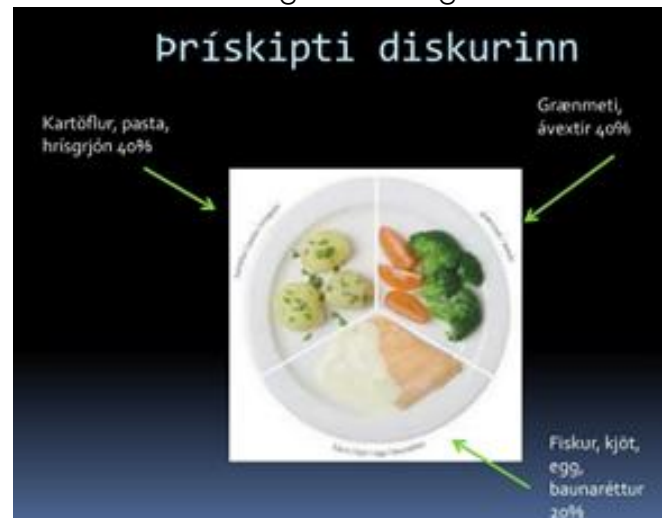 Þrískipti diskurinn
Kartöflur, pasta,
hrísgrjón 40%
Grænmeti,
ávextir 40%
Fiskur, kjöt,
egg,
baunaréttur
20%